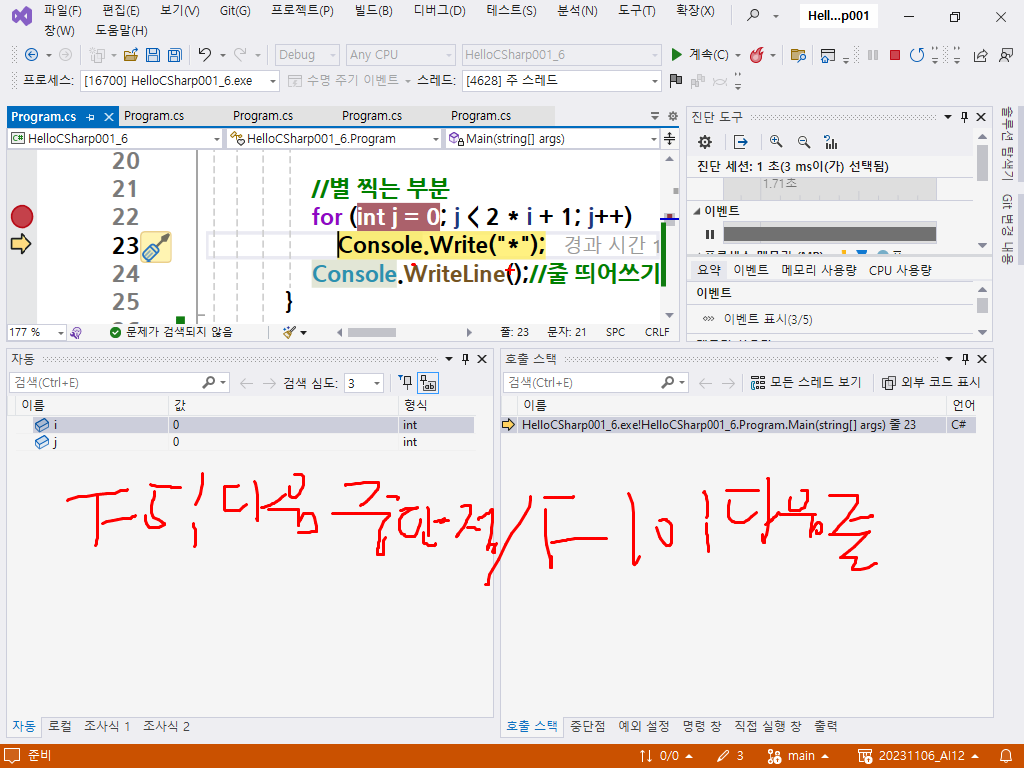 파일(F) 편집(E) 보기(V) Git(G) 프로젝트(P) 빌드(B) 디버그(D) 테스트(S) 분석(N) 도구(T) 확장(X)
창(W) 도움말(H)
Hell...p001
Debug Any CPU HelloCSharp001_6 계속(C)
프로세스: [16700] HelloCSharp001_6.exe 수명 주기 이벤트 스레드: [4628] 주 스레드
Program.cs Program.cs Program.cs Program.cs Program.cs
HelloCSharp001_6 HelloCSharp001_6.Program Main(string[] args)
20
21 //별 찍는 부분
22 for (int j = 0; j < 2 * i + 1; j++)
23 Console.Write("*"); 경과 시간 1
24 Console.WriteLine();//줄 띄어쓰기
25 }
177 % 문제가 검색되지 않음 줄: 23 문자: 21 SPC CRLF
진단 도구
진단 세션: 1 초(3 ms이(가) 선택됨)
1.71초
이벤트
요약 이벤트 메모리 사용량 CPU 사용량
이벤트
이벤트 표시(3/5)
솔루션 탐색기
Git 변경 내용
자동
검색(Ctrl+E) 검색 심도: 3
이름 값 형식
i 0 int
j 0 int
호출 스택
검색(Ctrl+E) 모든 스레드 보기 외부 코드 표시
이름 언어
HelloCSharp001_6.exe!HelloCSharp001_6.Program.Main(string[] args) 줄 23 C#
F5; 다음 중단점/F10; 다음줄
자동 로컬 조사식 1 조사식 2
호출 스택 중단점 예외 설정 명령 창 직접 실행 창 출력
준비 0/0 3 main 20231106_AI12